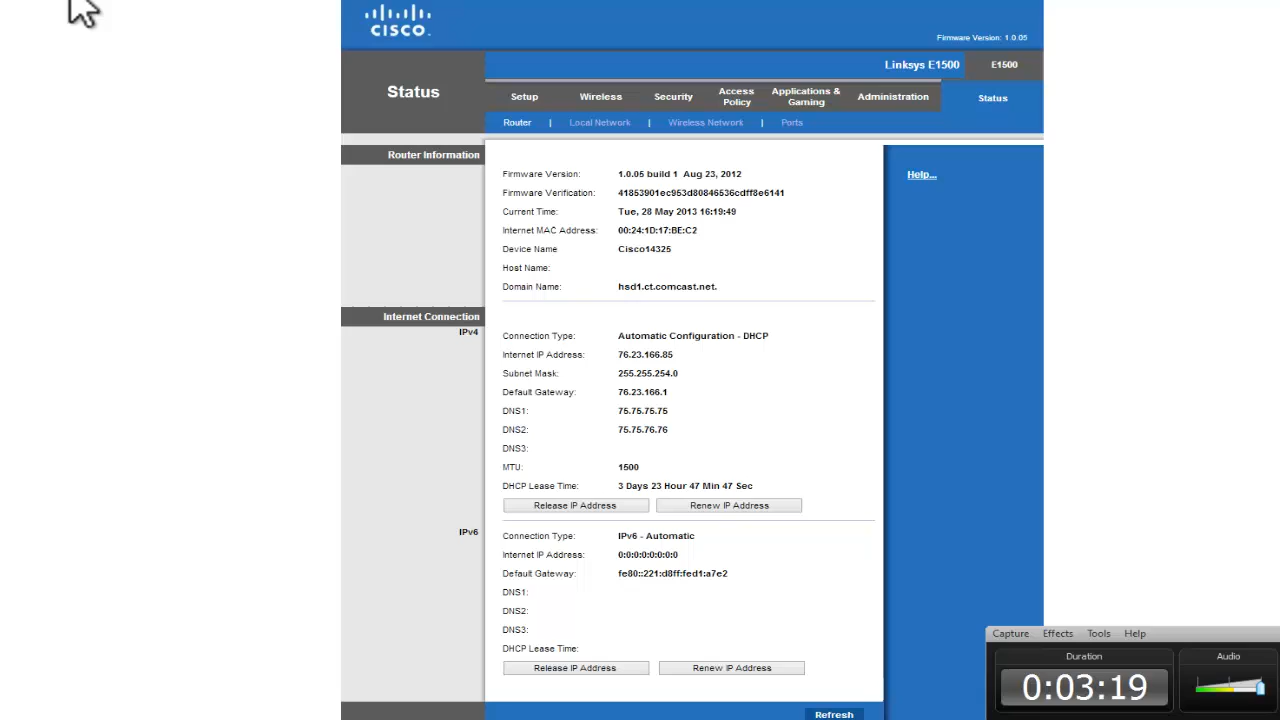 CISCO.
Firmware Version: 1.0.05
Linksys E1500 E1500
Status
Setup Wireless Security Access Policy Applications & Gaming Administration Status
Router | Local Network | Wireless Network | Ports
Router Information
Help...
Firmware Version: 1.0.05 build 1 Aug 23, 2012
Firmware Verification: 41853901ec953d80846536cdff8e6141
Current Time: Tue, 28 May 2013 16:19:49
Internet MAC Address: 00:24:1D:17:BE:C2
Device Name Cisco14325
Host Name:
Domain Name: hsd1.ct.comcast.net.
Internet Connection
IPv4
Connection Type: Automatic Configuration - DHCP
Internet IP Address: 76.23.166.85
Subnet Mask: 255.255.254.0
Default Gateway: 76.23.166.1
DNS1: 75.75.75.75
DNS2: 75.75.76.76
DNS3:
MTU: 1500
DHCP Lease Time: 3 Days 23 Hour 47 Min 47 Sec
Release IP Address Renew IP Address
IPv6
Connection Type: IPv6 - Automatic
Internet IP Address: 0:0:0:0:0:0:0:0
Default Gateway: fe80::221:d8ff:fed1:a7e2
DNS1:
DNS2:
DNS3:
DHCP Lease Time:
Release IP Address Renew IP Address
Refresh
Capture Effects Tools Help
Duration Audio
0:03:19